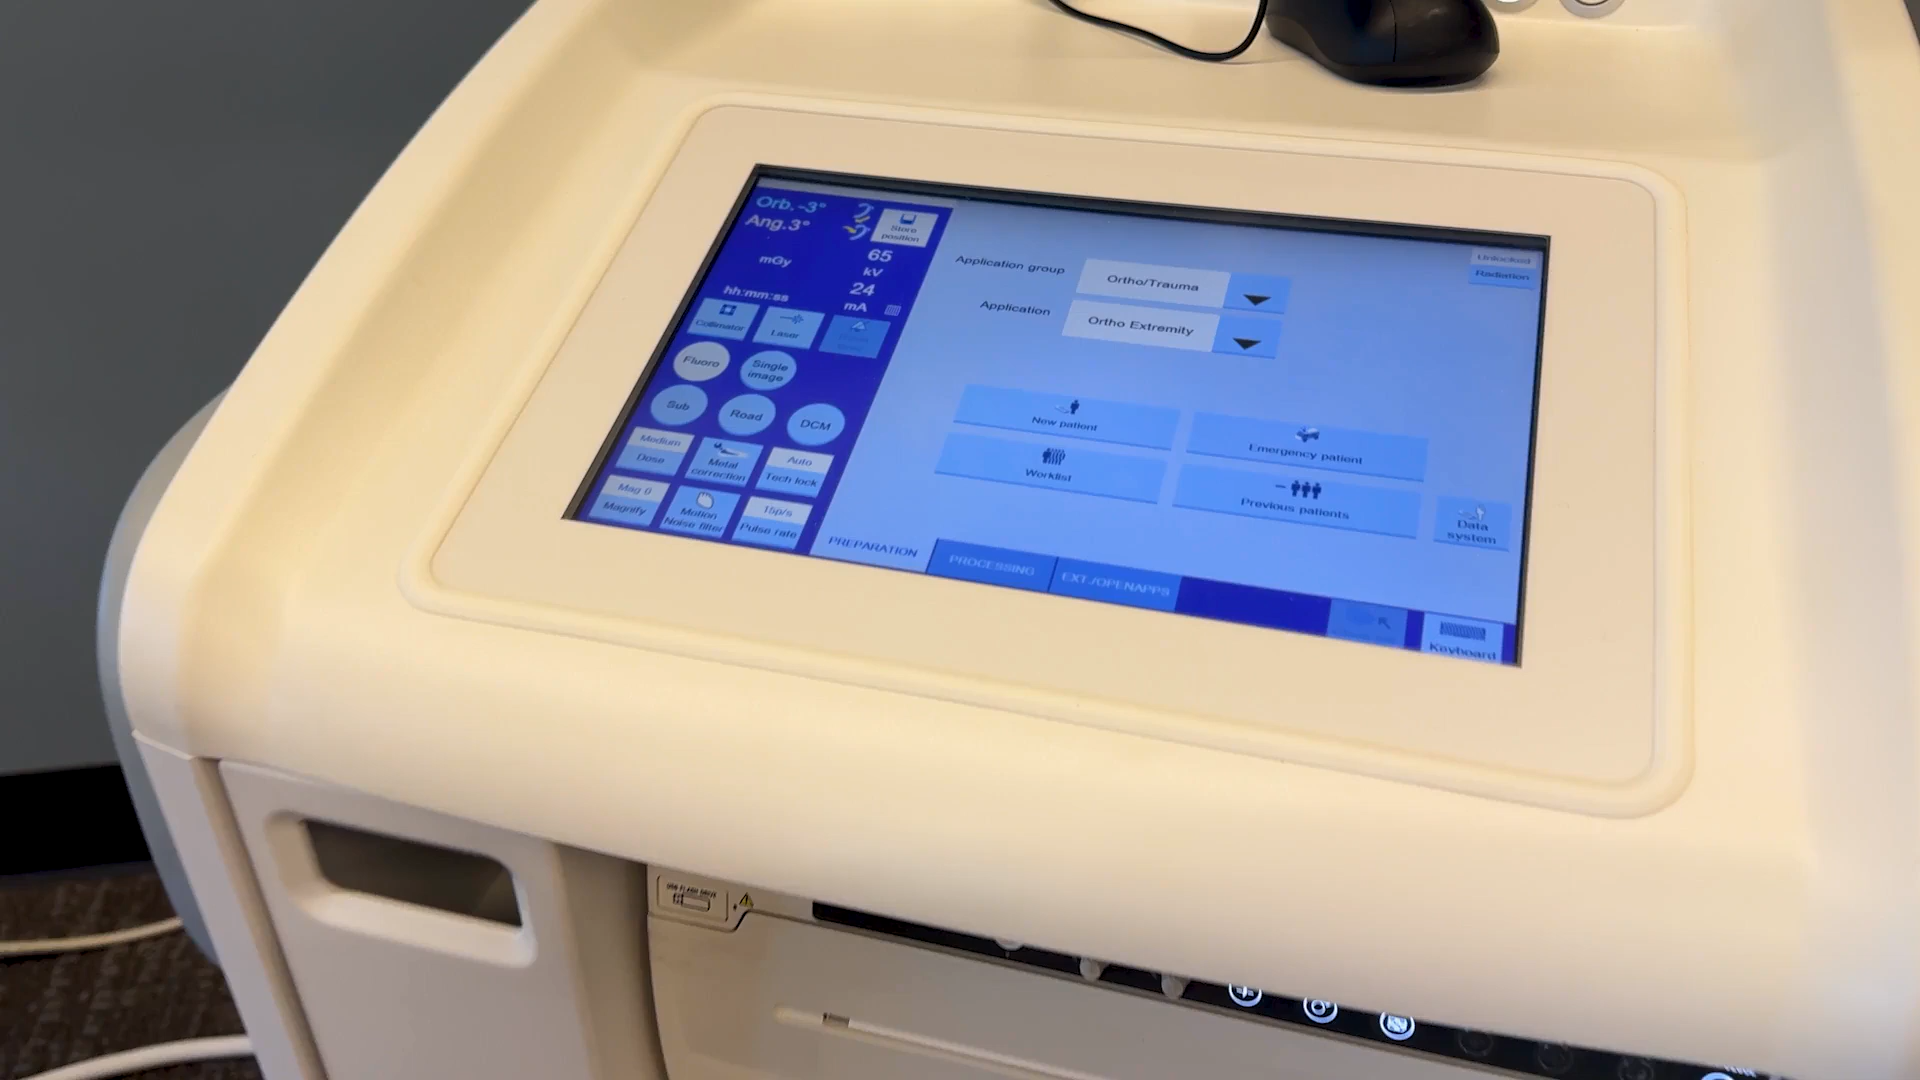 Orb. -3°
Ang. 3°
Store
position
65
kV
mGy
24
mA
hh:mm:ss
Collimator
Laser
Fluoro
Single
image
Sub
Road
DCM
Medium
Dose
Metal
correction
Auto
Tech lock
Mag 0
Magnify
Motion
Noise filter
15p/s
Pulse rate
Application group
Ortho/Trauma
Application
Ortho Extremity
Unlocked
Radiation
New patient
Emergency patient
Worklist
Previous patients
Data
system
PREPARATION
PROCESSING
EXT./OPENAPPS
Keyboard
USB FLASH DRIVE